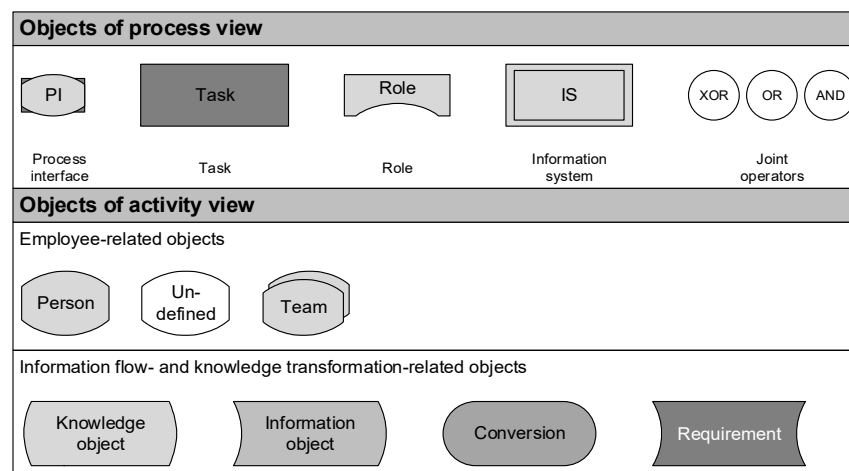 Objects of process view
PI
Task
Role
IS
XOR
OR
AND
Process
interface
Task
Role
Information
system
Joint
operators
Objects of activity view
Employee-related objects
Person
Un-
defined
Team
Information flow- and knowledge transformation-related objects
Knowledge
object
Information
object
Conversion
Requirement